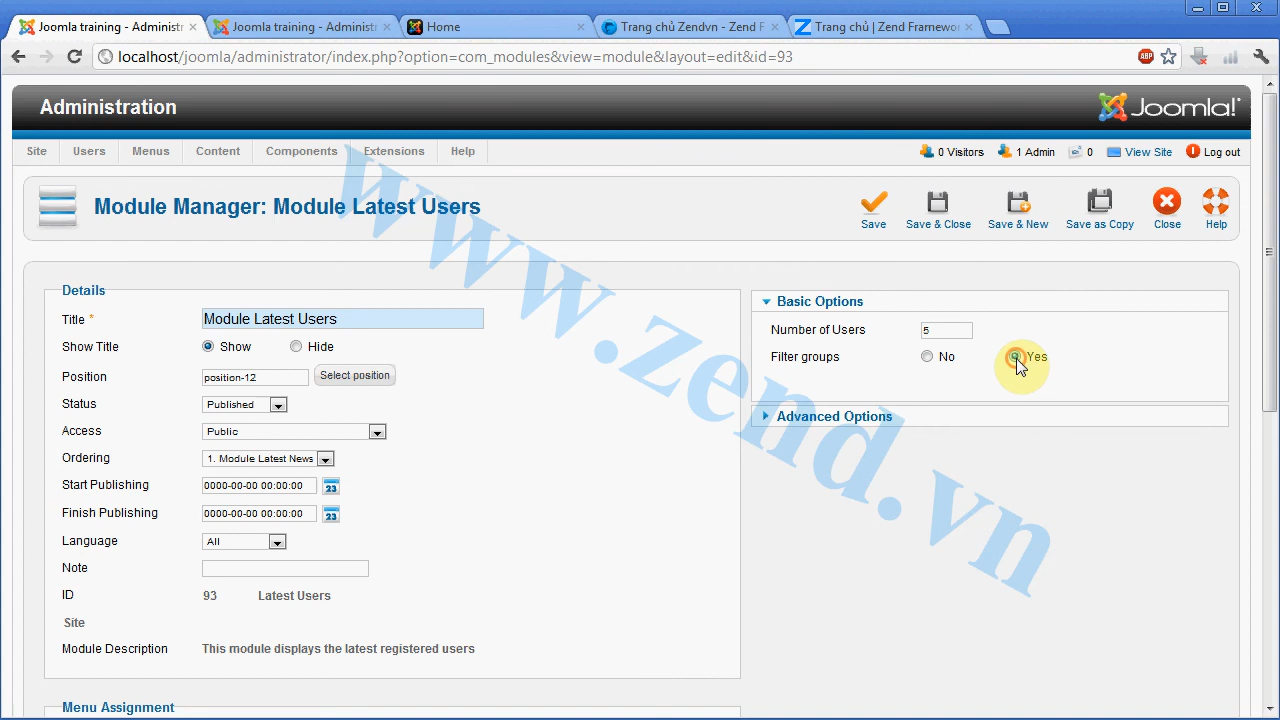 Joomla training - Administr
Joomla training - Administr
Home
Trang chủ Zendvn - Zend F
Trang chủ | Zend Framewor
localhost/joomla/administrator/index.php?option=com_modules&view=module&layout=edit&id=93
ABP
Administration
Joomla!
Site
Users
Menus
Content
Components
Extensions
Help
0 Visitors
1 Admin
0
View Site
Log out
Module Manager: Module Latest Users
Save
Save & Close
Save & New
Save as Copy
Close
Help
Details
Title *
Module Latest Users
Show Title
Show
Hide
Position
position-12
Select position
Status
Published
Access
Public
Ordering
1. Module Latest News
Start Publishing
0000-00-00 00:00:00
23
Finish Publishing
0000-00-00 00:00:00
23
Language
All
Note
ID
93
Latest Users
Site
Module Description
This module displays the latest registered users
Menu Assignment
Basic Options
Number of Users
5
Filter groups
No
Yes
Advanced Options
www.zend.vn